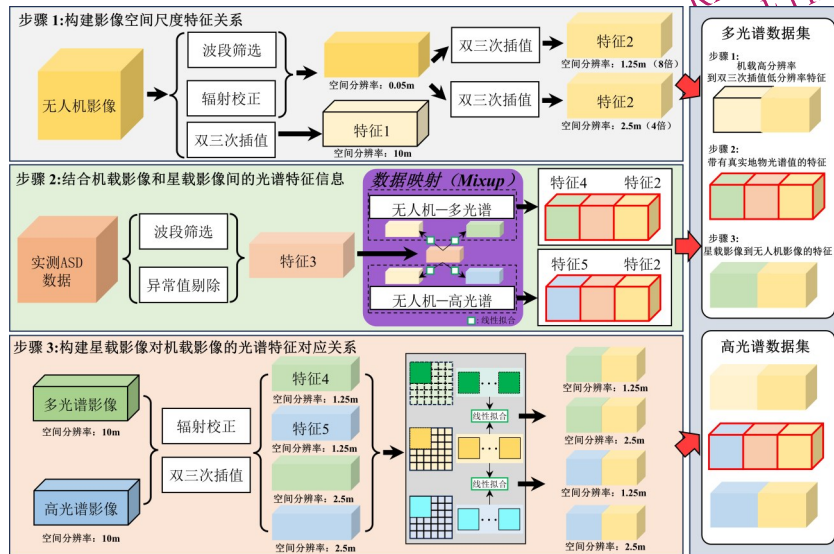 步骤 1:构建影像空间尺度特征关系
无人机影像
波段筛选
辐射校正
双三次插值
空间分辨率：0.05m
特征1
空间分辨率：10m
双三次插值
双三次插值
特征2
空间分辨率：1.25m（8倍）
特征2
空间分辨率：2.5m（4倍）
步骤 2:结合机载影像和星载影像间的光谱特征信息
实测ASD
数据
波段筛选
异常值剔除
特征3
数据映射（Mixup）
无人机—多光谱
无人机—高光谱
:线性拟合
特征4 特征2
特征5 特征2
步骤 3:构建星载影像对机载影像的光谱特征对应关系
多光谱影像
空间分辨率：10m
高光谱影像
空间分辨率：10m
辐射校正
双三次插值
特征4
空间分辨率：1.25m
特征5
空间分辨率：1.25m
空间分辨率：2.5m
空间分辨率：2.5m
线性拟合
线性拟合
空间分辨率：1.25m
空间分辨率：2.5m
空间分辨率：1.25m
空间分辨率：2.5m
多光谱数据集
步骤 1：
机载高分辨率
到双三次插值低分辨率特征
步骤 2：
带有真实地物光谱值的特征
步骤 3：
星载影像到无人机影像的特征
高光谱数据集